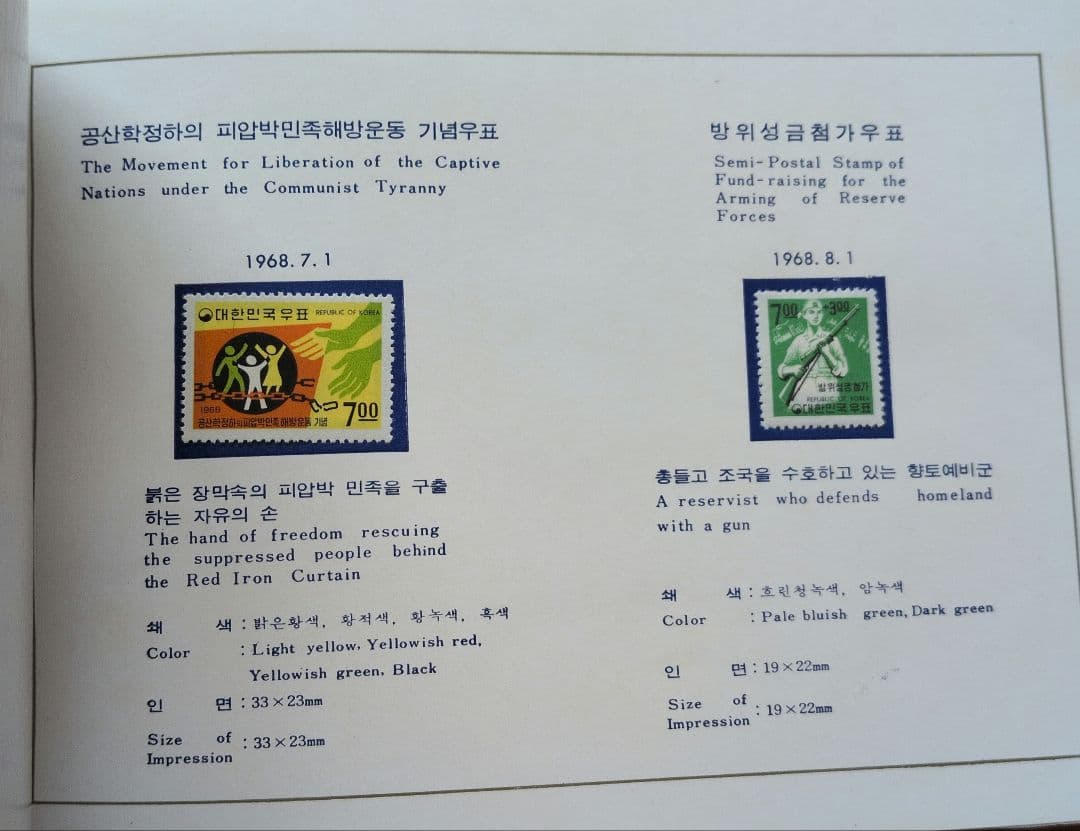 공산학정하의 피압박민족해방운동 기념우표
The Movement for Liberation of the Captive
Nations under the Communist Tyranny
1968. 7. 1
대한민국우표 REPUBLIC OF KOREA
1968
공산학정하의피압박민족해방운동 기념
7.00
붉은 장막속의 피압박 민족을 구출
하는 자유의 손
The hand of freedom rescuing
the suppressed people behind
the Red Iron Curtain
쇄 색 : 밝은황색, 황적색, 황녹색, 흑색
Color : Light yellow, Yellowish red,
Yellowish green, Black
인 면 : 33×23mm
Size of
Impression : 33×23mm
방위성금첨가우표
Semi-Postal Stamp of
Fund-raising for the
Arming of Reserve
Forces
1968. 8. 1
7.00 +3.00
방위성금첨가
REPUBLIC OF KOREA
대한민국우표
총들고 조국을 수호하고 있는 향토예비군
A reservist who defends homeland
with a gun
쇄 색 : 흐린청녹색, 암녹색
Color : Pale bluish green, Dark green
인 면 : 19×22mm
Size of
Impression : 19×22mm